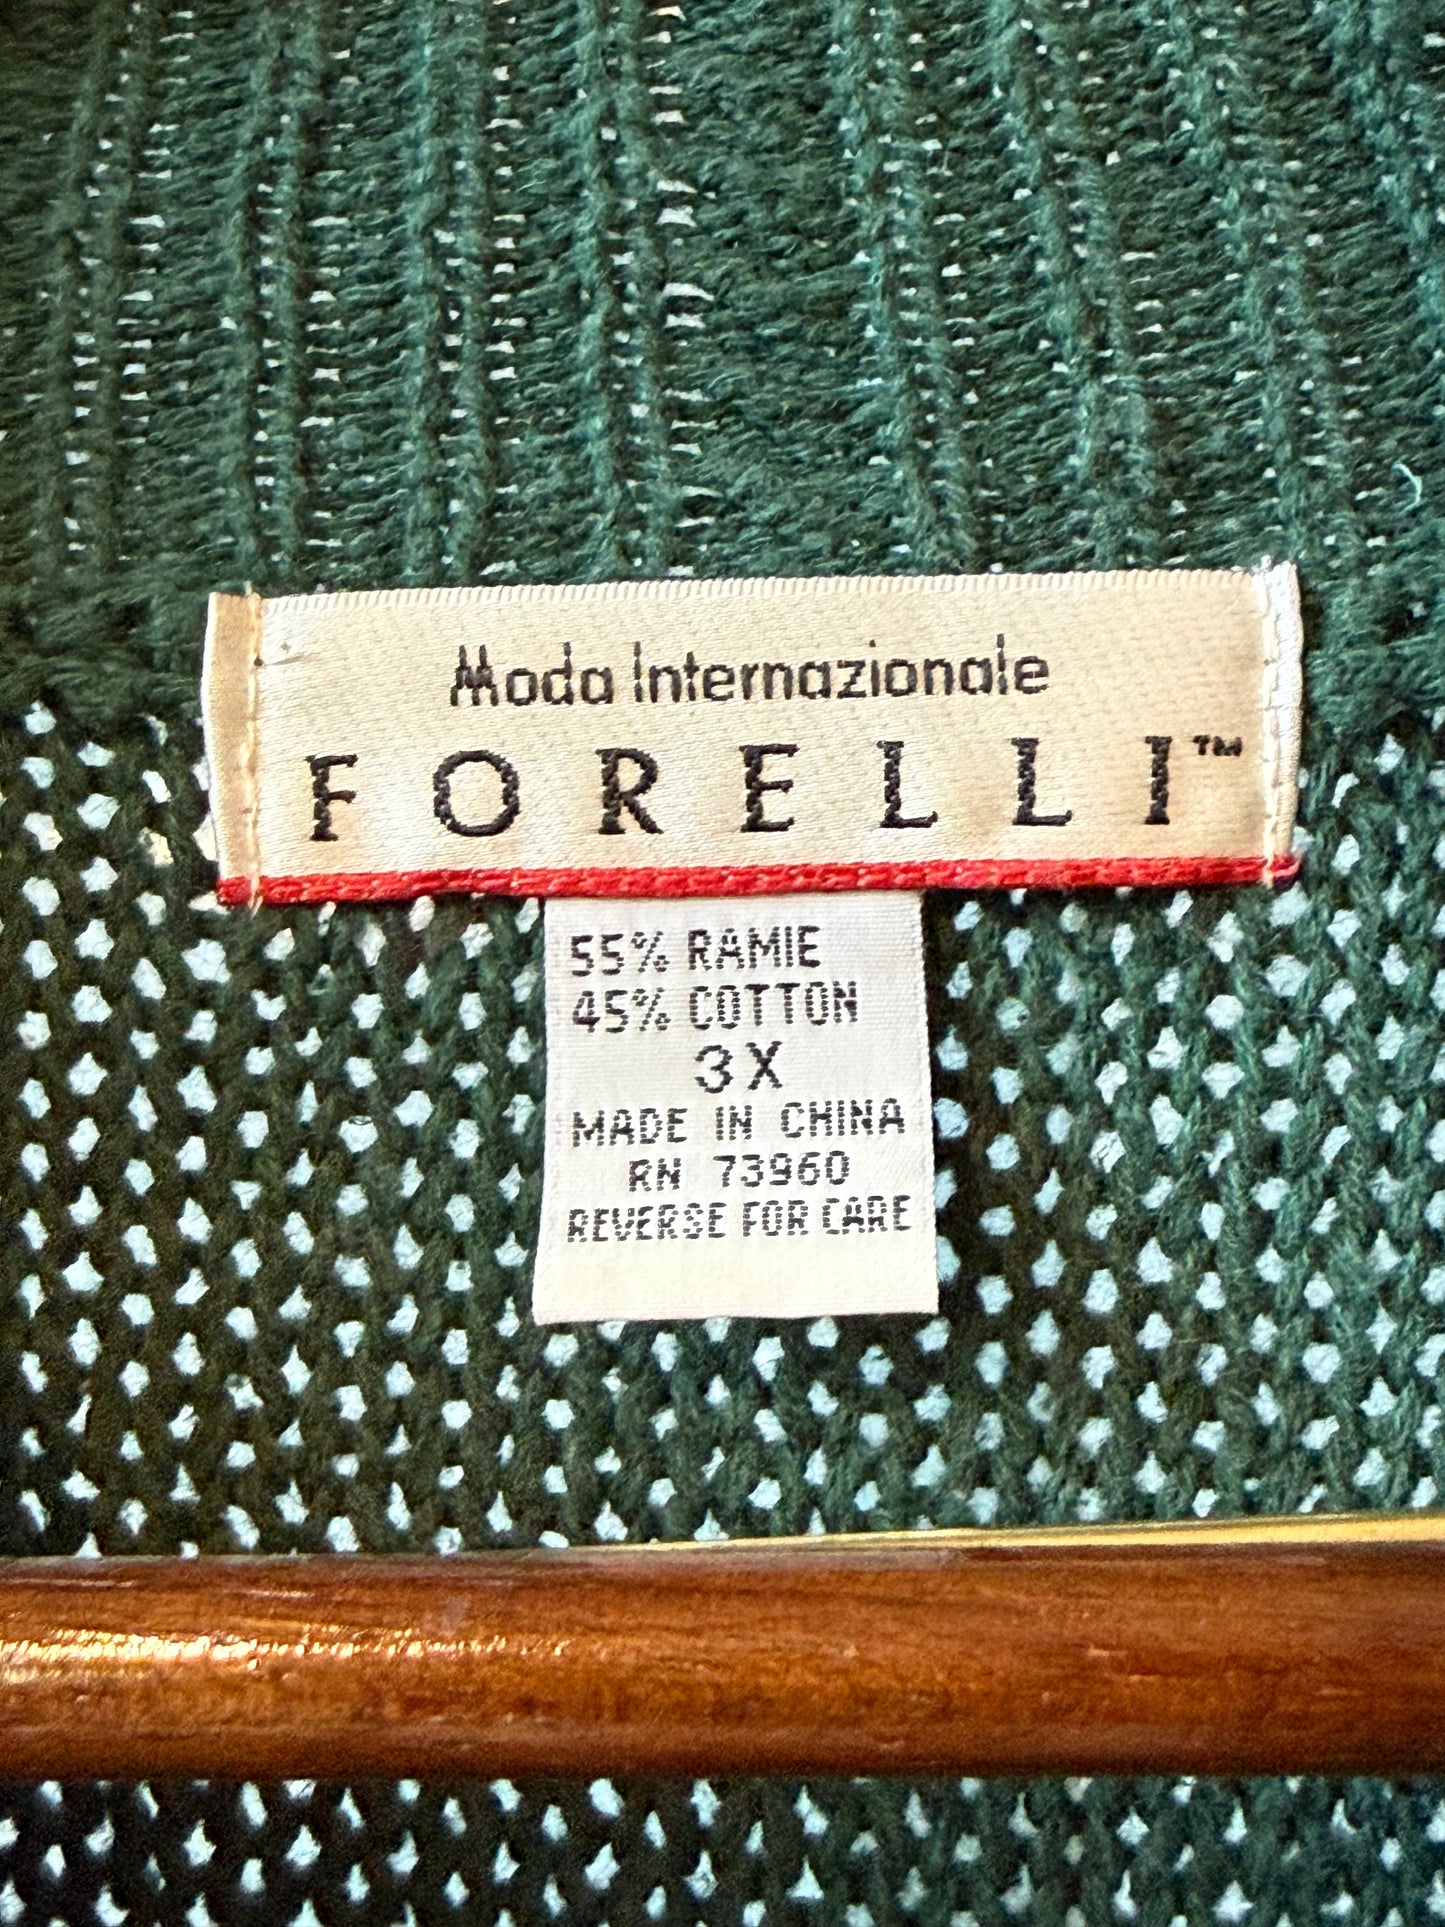 Moda Internazionale
FORELLI™
55% RAMIE
45% COTTON
3X
MADE IN CHINA
RN 73960
REVERSE FOR CARE